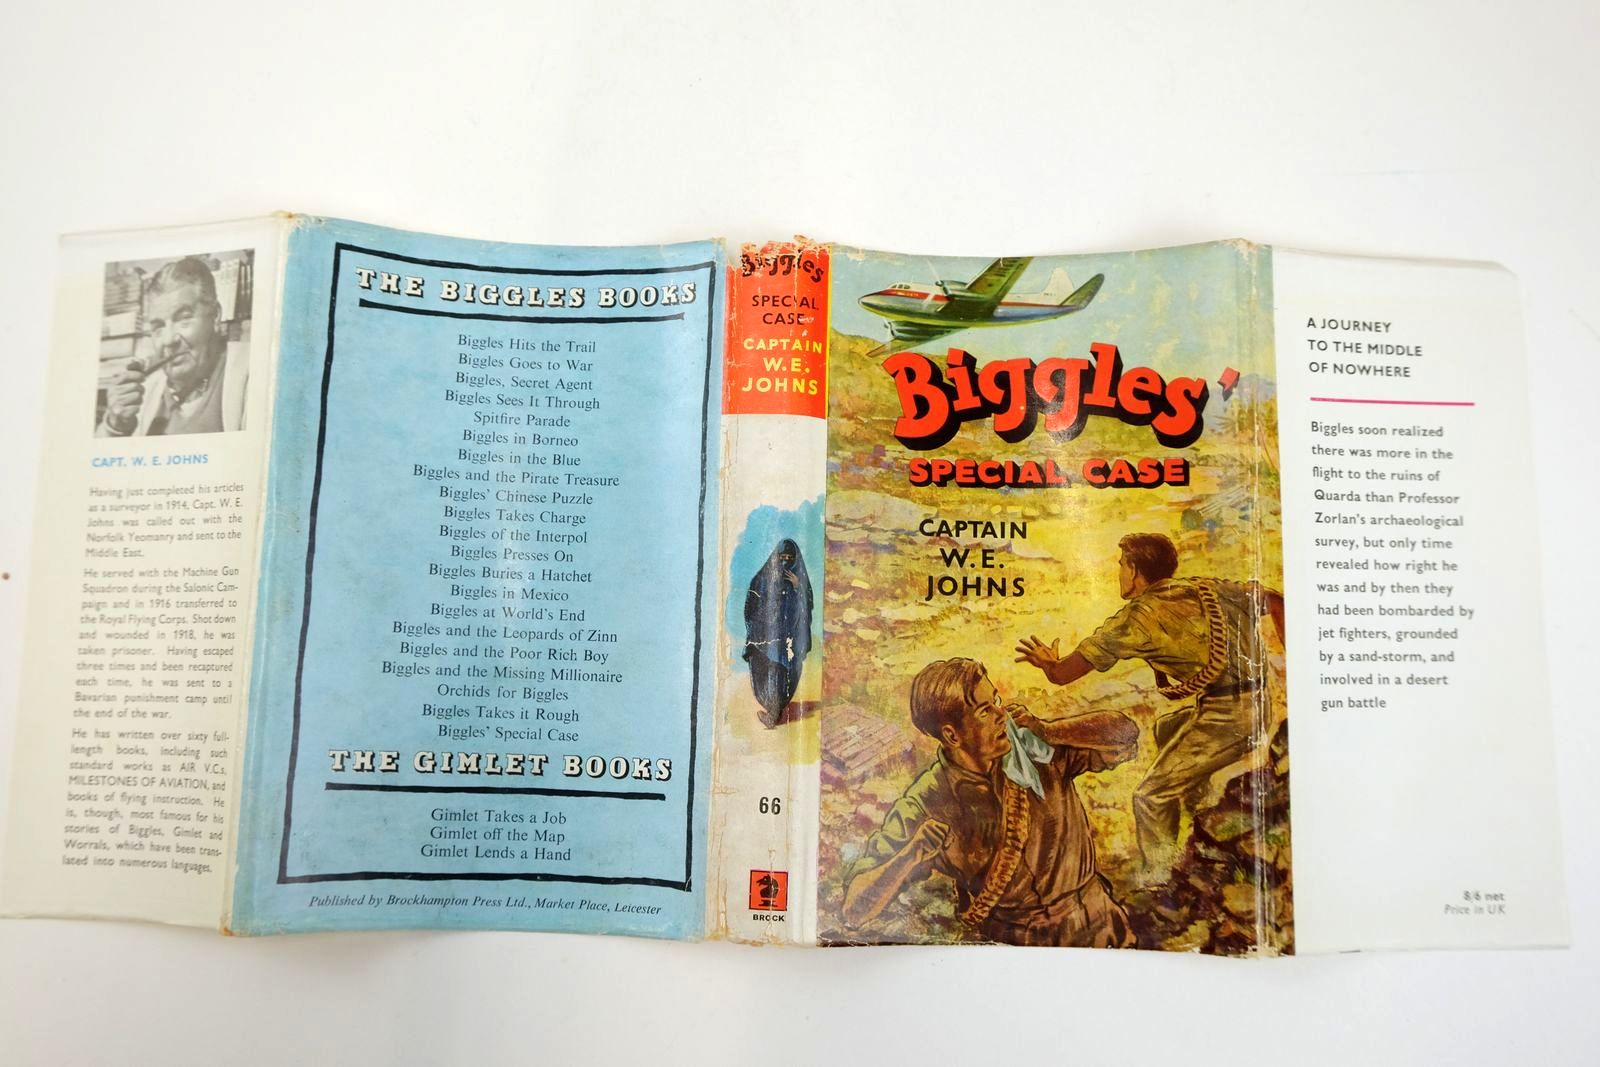 CAPT. W. E. JOHNS
Having just completed his articles
as a surveyor in 1914, Capt. W. E.
Johns was called out with the
Norfolk Yeomanry and sent to the
Middle East.
He served with the Machine Gun
Squadron during the Salonic Cam-
paign and in 1916 transferred to
the Royal Flying Corps. Shot down
and wounded in 1918, he was
taken prisoner. Having escaped
three times and been recaptured
each time, he was sent to a
Bavarian punishment camp until
the end of the war.
He has written over sixty full-
length books, including such
standard works as AIR V.C.s,
MILESTONES OF AVIATION, and
books of flying instruction. He
is, though, most famous for his
stories of Biggles, Gimlet and
Worrals, which have been trans-
lated into numerous languages.
THE BIGGLES BOOKS
Biggles Hits the Trail
Biggles Goes to War
Biggles, Secret Agent
Biggles Sees It Through
Spitfire Parade
Biggles in Borneo
Biggles in the Blue
Biggles and the Pirate Treasure
Biggles' Chinese Puzzle
Biggles Takes Charge
Biggles of the Interpol
Biggles Presses On
Biggles Buries a Hatchet
Biggles in Mexico
Biggles at World's End
Biggles and the Leopards of Zinn
Biggles and the Poor Rich Boy
Biggles and the Missing Millionaire
Orchids for Biggles
Biggles Takes it Rough
Biggles' Special Case
THE GIMLET BOOKS
Gimlet Takes a Job
Gimlet off the Map
Gimlet Lends a Hand
Published by Brockhampton Press Ltd., Market Place, Leicester
Biggles
SPECIAL
CASE
CAPTAIN
W. E.
JOHNS
66
BROCK
Biggles'
SPECIAL CASE
CAPTAIN
W. E.
JOHNS
A JOURNEY
TO THE MIDDLE
OF NOWHERE
Biggles soon realized
there was more in the
flight to the ruins of
Quarda than Professor
Zorlan's archaeological
survey, but only time
revealed how right he
was and by then they
had been bombarded by
jet fighters, grounded
by a sand-storm, and
involved in a desert
gun battle
8/6 net
Price in UK